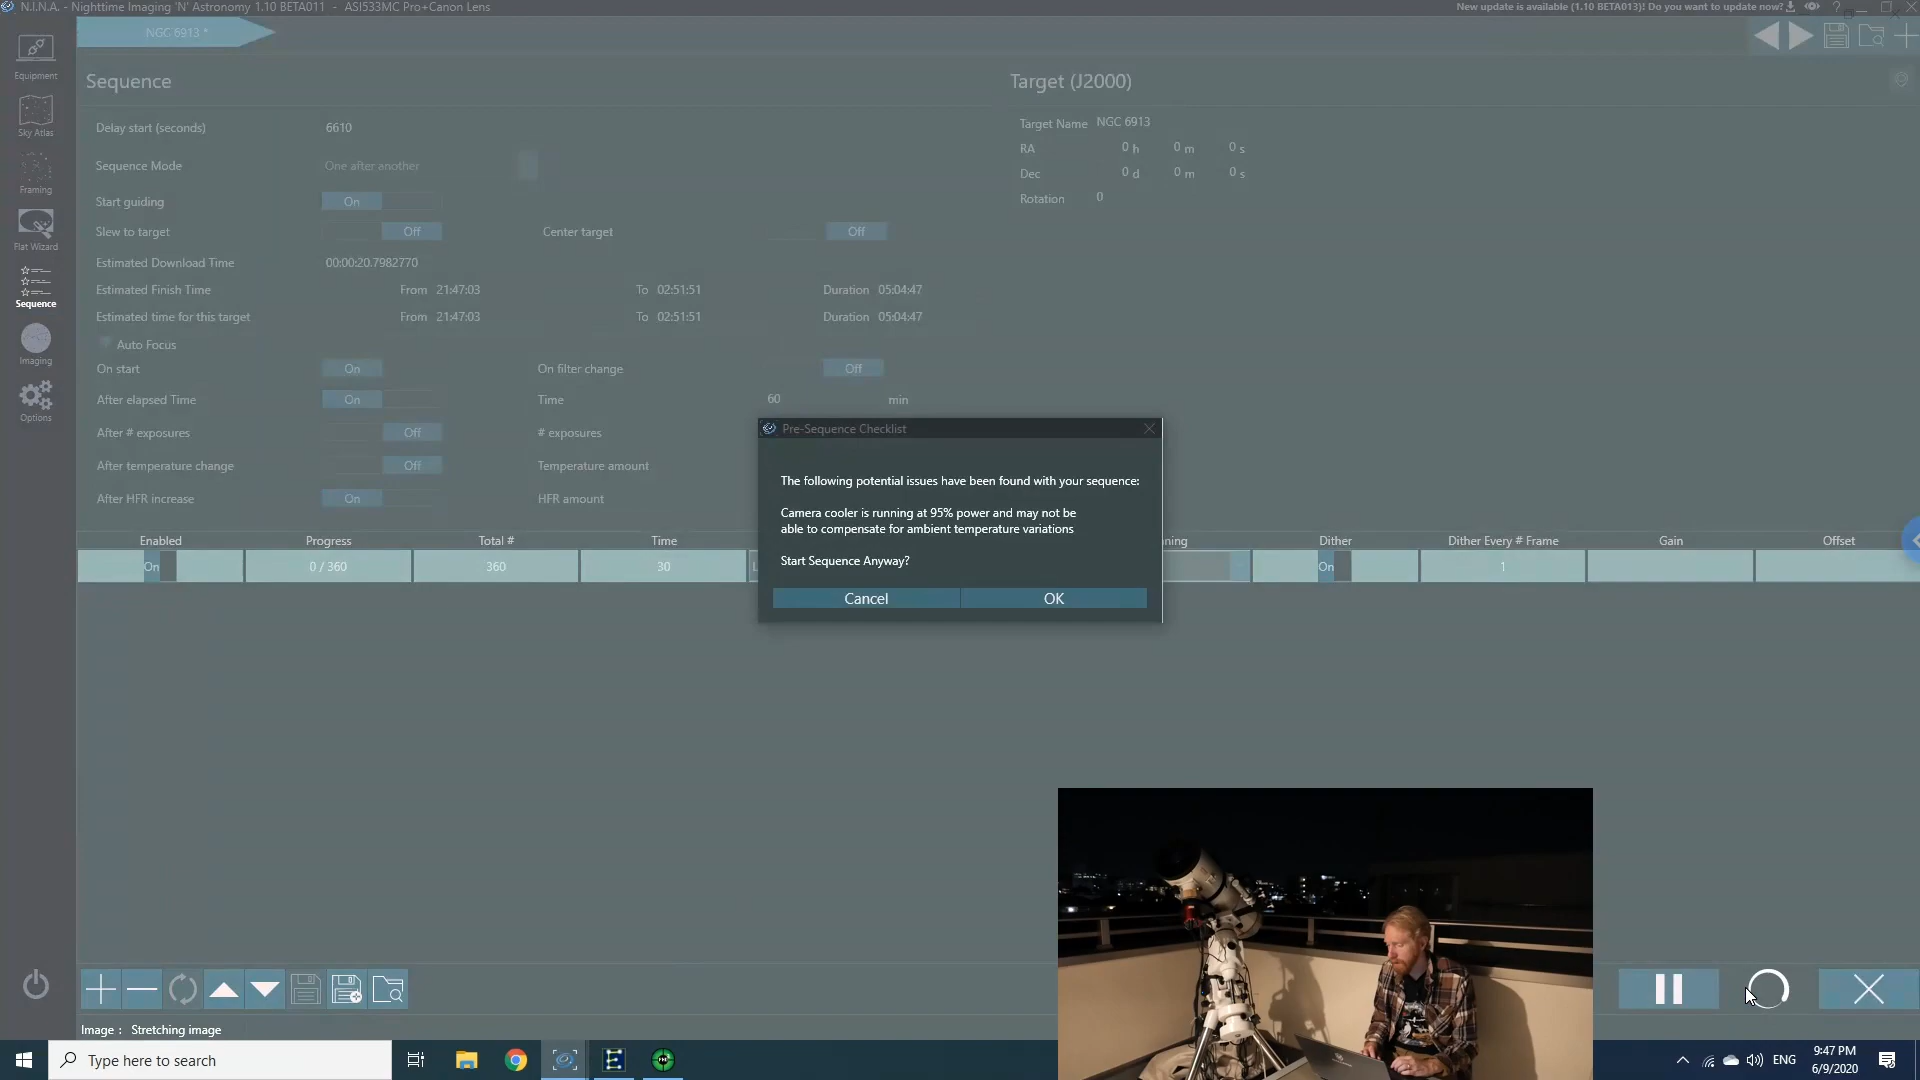 N.I.N.A. - Nighttime Imaging 'N' Astronomy 1.10 BETA011 - ASI533MC Pro+Canon Lens
New update is available (1.10 BETA013)! Do you want to update now?
NGC 6913 *
Equipment
Sky Atlas
Framing
Flat Wizard
Sequence
Imaging
Options
Sequence
Delay start (seconds) 6610
Sequence Mode One after another
Start guiding On
Slew to target Off Center target Off
Estimated Download Time 00:00:20.7982770
Estimated Finish Time From 21:47:03 To 02:51:51 Duration 05:04:47
Estimated time for this target From 21:47:03 To 02:51:51 Duration 05:04:47
Auto Focus
On start On On filter change Off
After elapsed Time On Time 60 min
After # exposures Off # exposures
After temperature change Off Temperature amount
After HFR increase On HFR amount
Target (J2000)
Target Name NGC 6913
RA 0 h 0 m 0 s
Dec 0 d 0 m 0 s
Rotation 0
Pre-Sequence Checklist
The following potential issues have been found with your sequence:
Camera cooler is running at 95% power and may not be
able to compensate for ambient temperature variations
Start Sequence Anyway?
Cancel OK
Enabled Progress Total # Time Dither Dither Every # Frame Gain Offset
On 0 / 360 360 30 On 1
Image : Stretching image
Type here to search
ENG
9:47 PM
6/9/2020